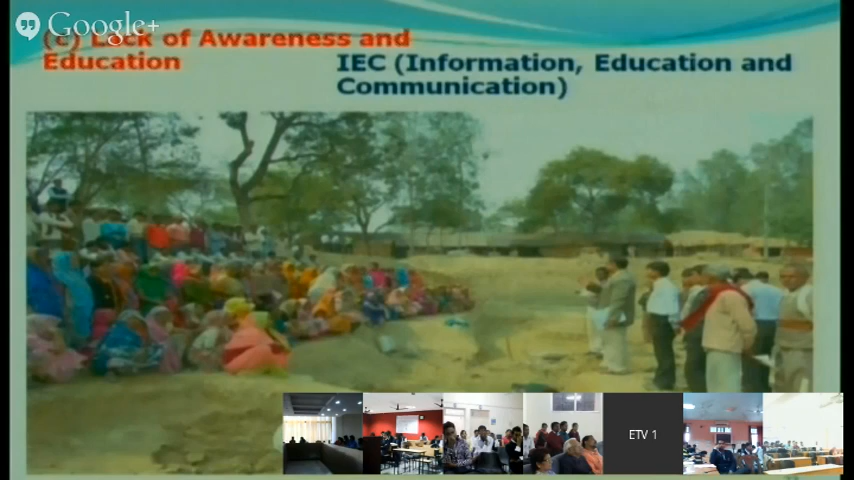 Google+
(c) Lack of Awareness and
Education
IEC (Information, Education and
Communication)
ETV 1